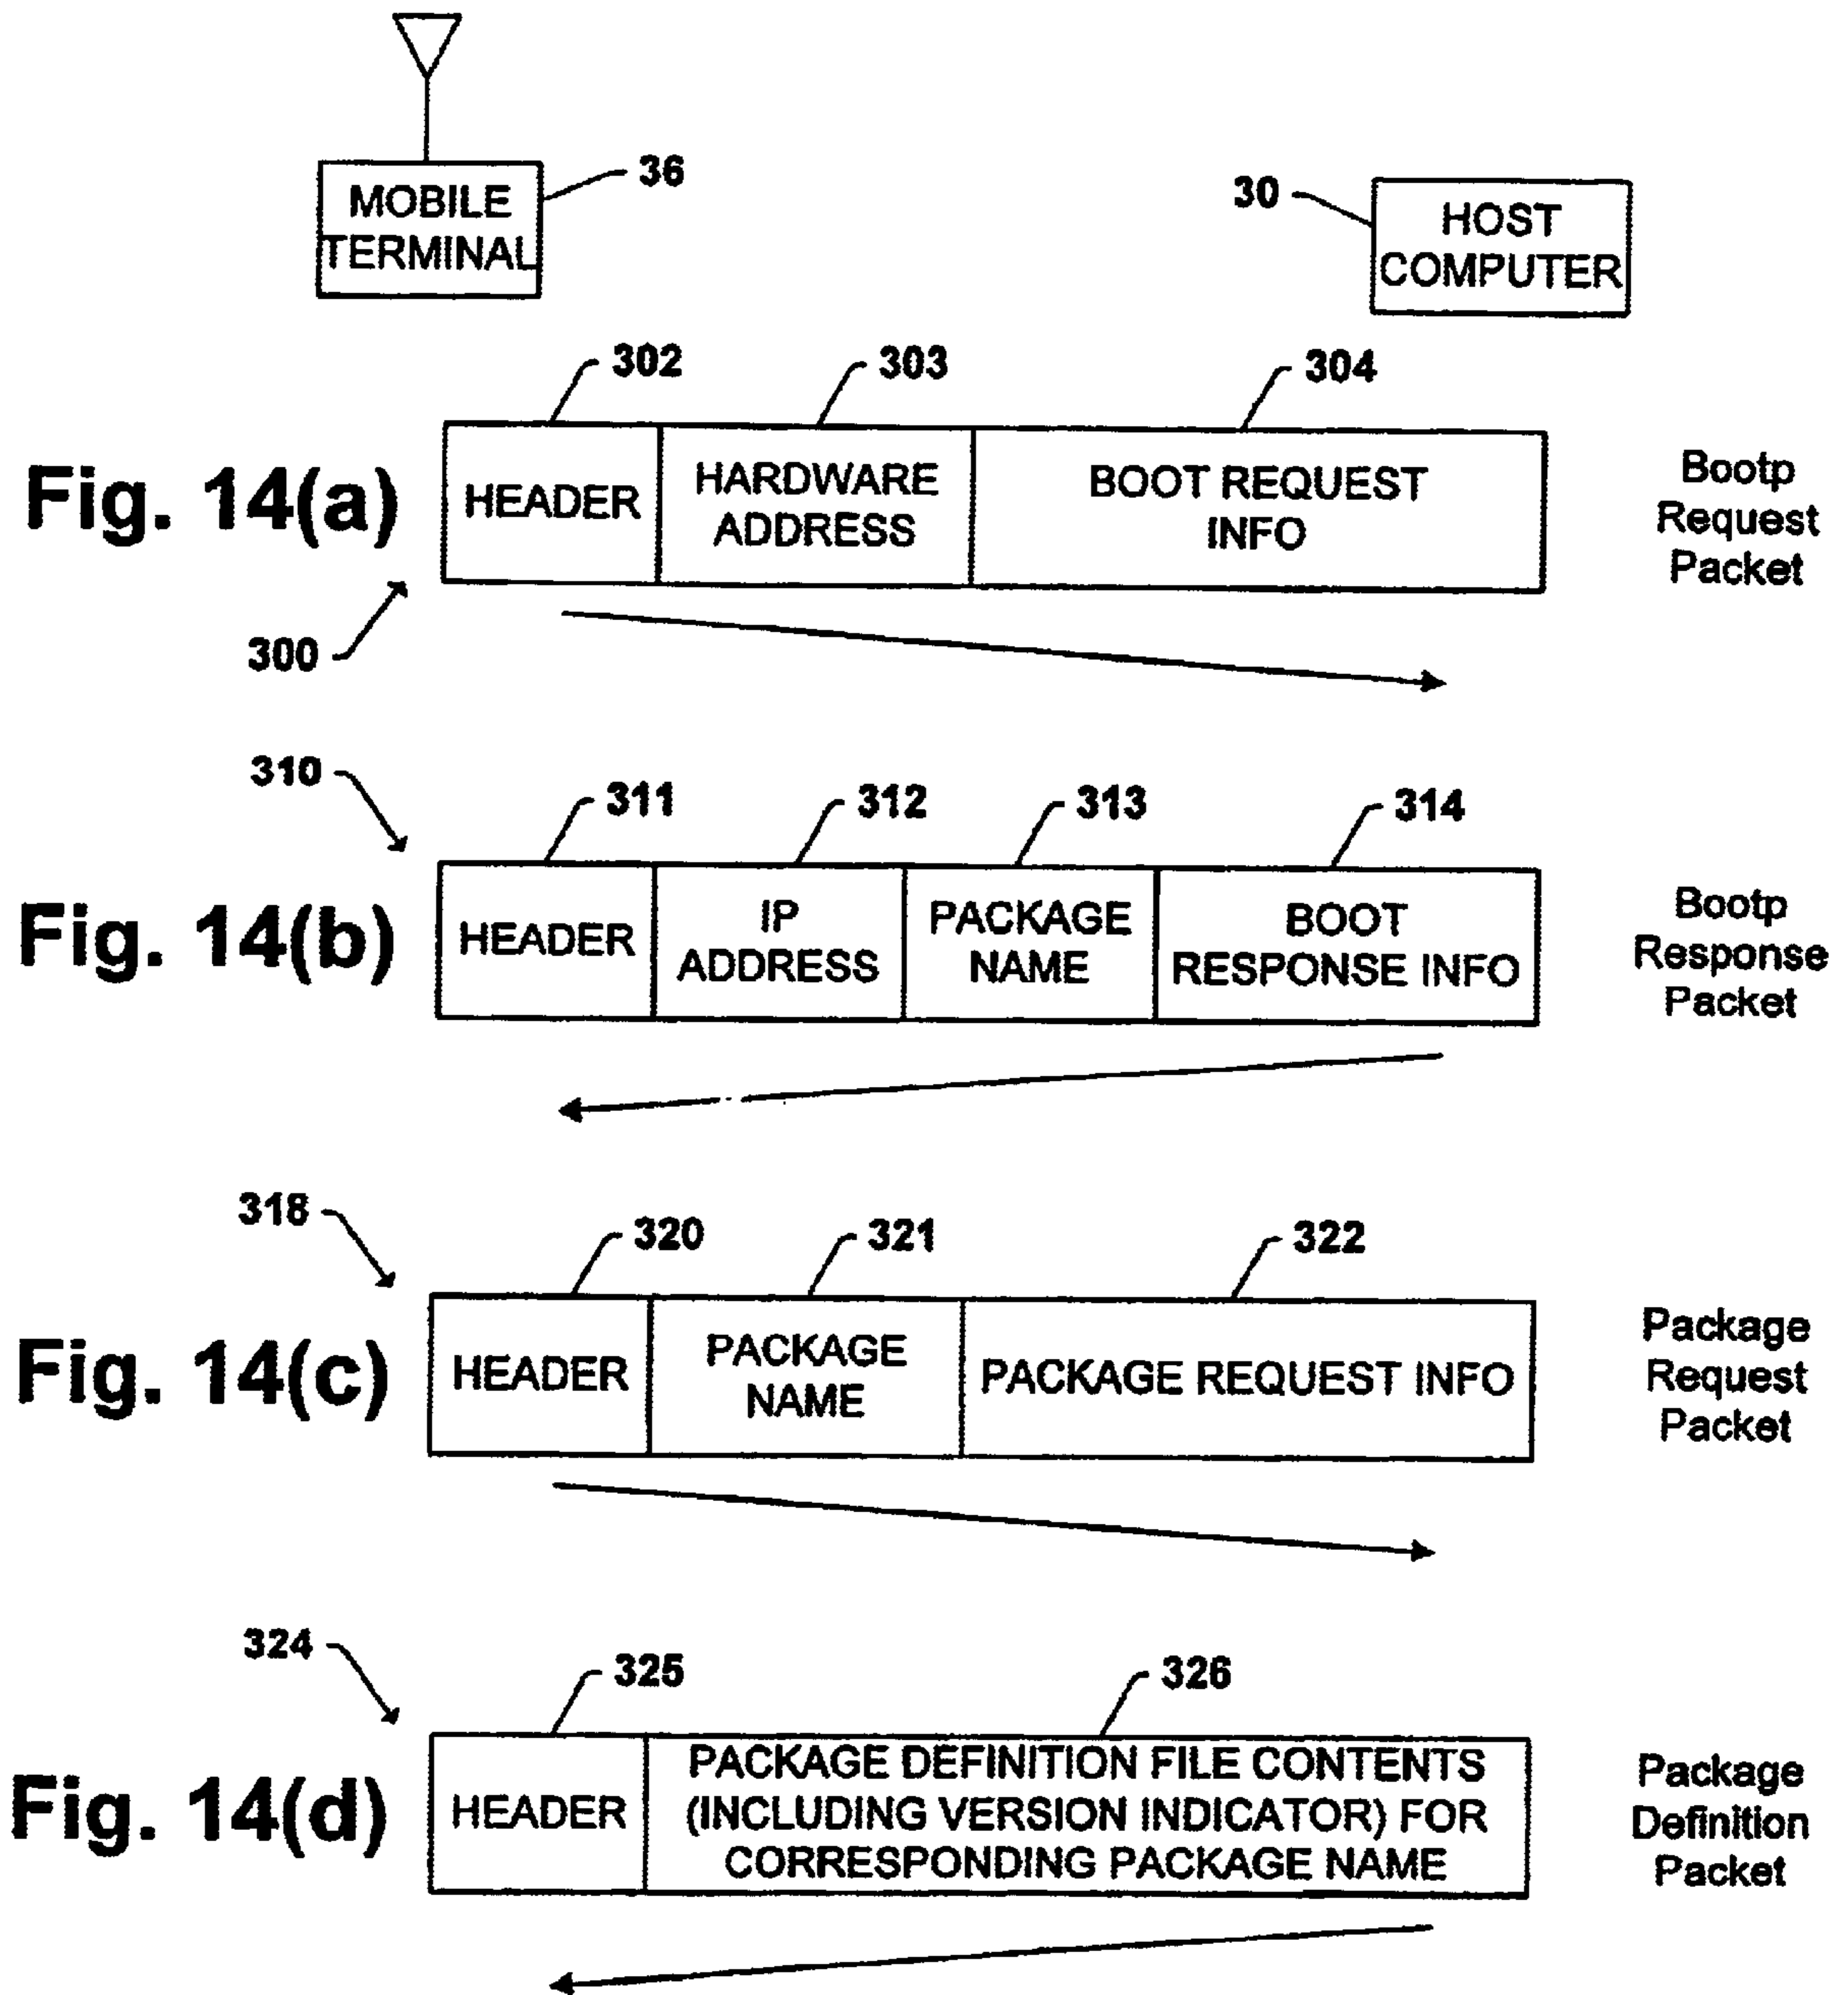 MOBILE
TERMINAL
36
30
HOST
COMPUTER
302
303
304
Fig. 14(a)
HEADER
HARDWARE
ADDRESS
BOOT REQUEST
INFO
Bootp
Request
Packet
300
310
311
312
313
314
Fig. 14(b)
HEADER
IP
ADDRESS
PACKAGE
NAME
BOOT
RESPONSE INFO
Bootp
Response
Packet
318
320
321
322
Fig. 14(c)
HEADER
PACKAGE
NAME
PACKAGE REQUEST INFO
Package
Request
Packet
324
325
326
Fig. 14(d)
HEADER
PACKAGE DEFINITION FILE CONTENTS
(INCLUDING VERSION INDICATOR) FOR
CORRESPONDING PACKAGE NAME
Package
Definition
Packet